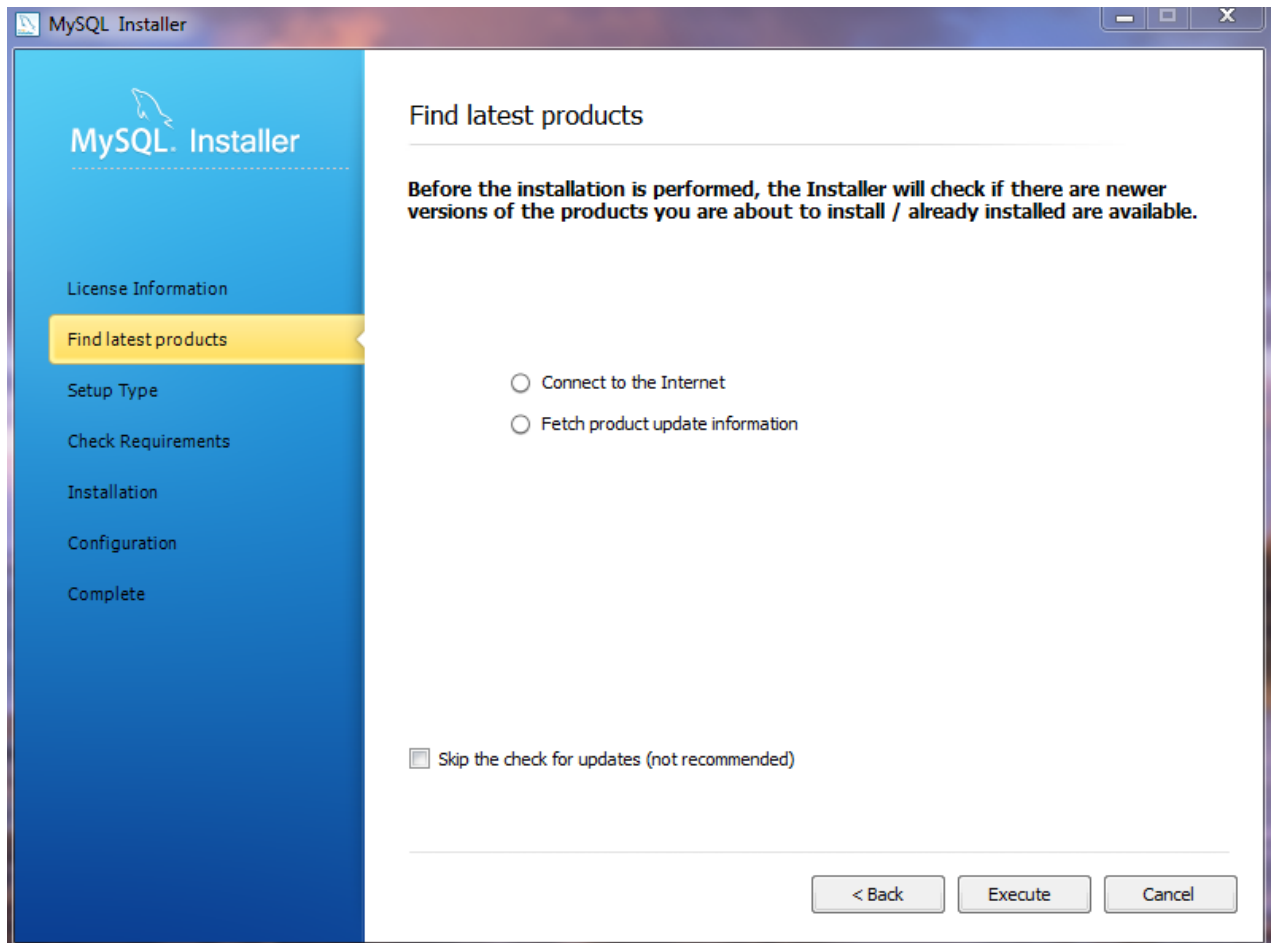 MySQL Installer
MySQL. Installer
Find latest products
Before the installation is performed, the Installer will check if there are newer
versions of the products you are about to install / already installed are available.
License Information
Find latest products
Setup Type
Check Requirements
Installation
Configuration
Complete
Connect to the Internet
Fetch product update information
Skip the check for updates (not recommended)
< Back
Execute
Cancel